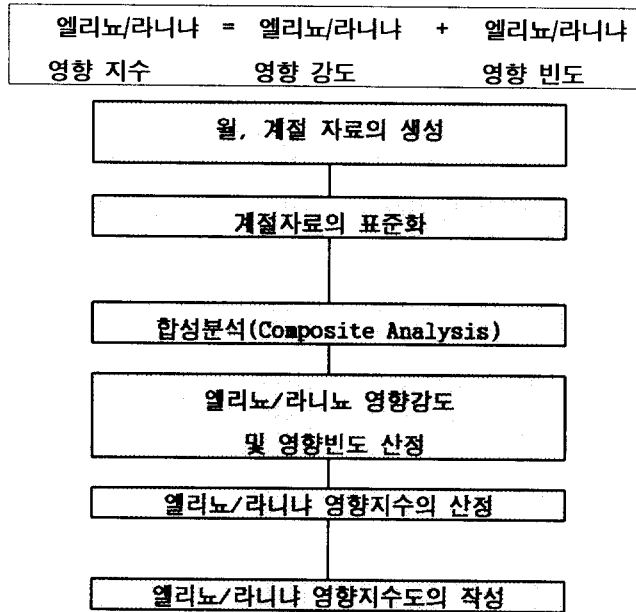 엘리뇨/라니냐 = 엘리뇨/라니냐 + 엘리뇨/라니냐
영향 지수 영향 강도 영향 빈도
월, 계절 자료의 생성
계절자료의 표준화
합성분석(Composite Analysis)
엘리뇨/라니뇨 영향강도
및 영향빈도 산정
엘리뇨/라니냐 영향지수의 산정
엘리뇨/라니냐 영향지수도의 작성